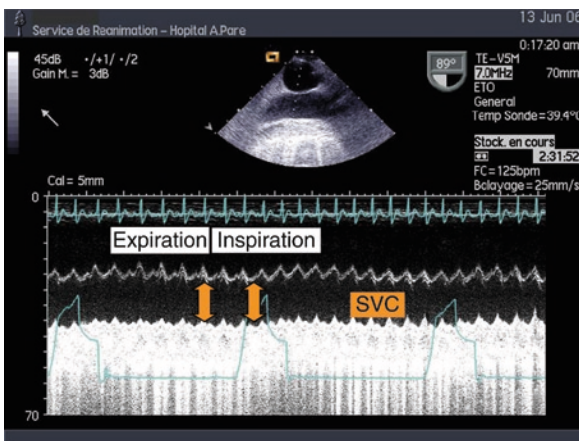 Service de Reanimation - Hopital A.Pare
13 Jun 06
0:17:20 am
45dB •/+1/ •/2
Gain M. = 3dB
89°
TE-V5M
7.0MHz 70mm
ETO
General
Temp Sonde=39.4°C
Stock. en cours
2:31:52
FC=125bpm
Bclayage=25mm/s
Cal = 5mm
0
Expiration Inspiration
SVC
70